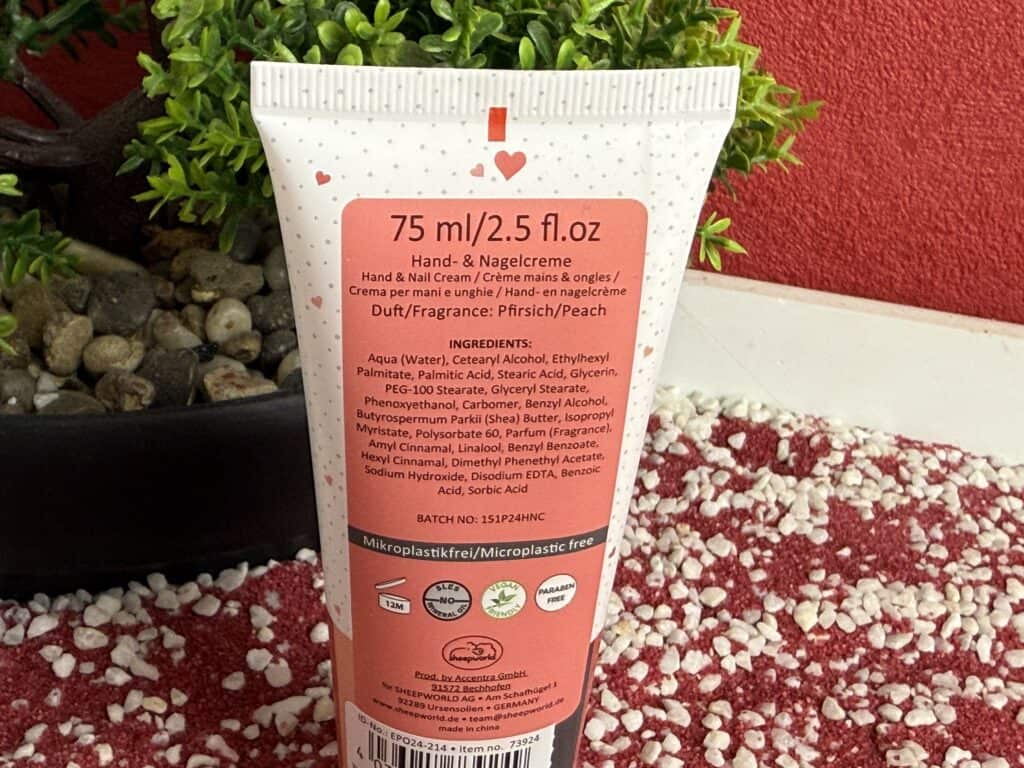 75 ml/2.5 fl.oz
Hand- & Nagelcreme
Hand & Nail Cream / Crème mains & ongles /
Crema per mani e unghie / Hand- en nagelcrème
Duft/Fragrance: Pfirsich/Peach
INGREDIENTS:
Aqua (Water), Cetearyl Alcohol, Ethylhexyl
Palmitate, Palmitic Acid, Stearic Acid, Glycerin,
PEG-100 Stearate, Glyceryl Stearate,
Phenoxyethanol, Carbomer, Benzyl Alcohol,
Butyrospermum Parkii (Shea) Butter, Isopropyl
Myristate, Polysorbate 60, Parfum (Fragrance),
Amyl Cinnamal, Linalool, Benzyl Benzoate,
Hexyl Cinnamal, Dimethyl Phenethyl Acetate,
Sodium Hydroxide, Disodium EDTA, Benzoic
Acid, Sorbic Acid
BATCH NO: 151P24HNC
Mikroplastikfrei/Microplastic free
12M
SLES
NO
MINERAL OIL
VEGAN
FRIENDLY
PARABEN
FREE
sheepworld
Prod. by Accentra GmbH
91572 Bechhofen
für SHEEPWORLD AG • Am Schafhügel 1
92289 Ursensollen • GERMANY
www.sheepworld.de • team@sheepworld.de
made in china
ID-No.: EPO24-214 • Item no. 73924